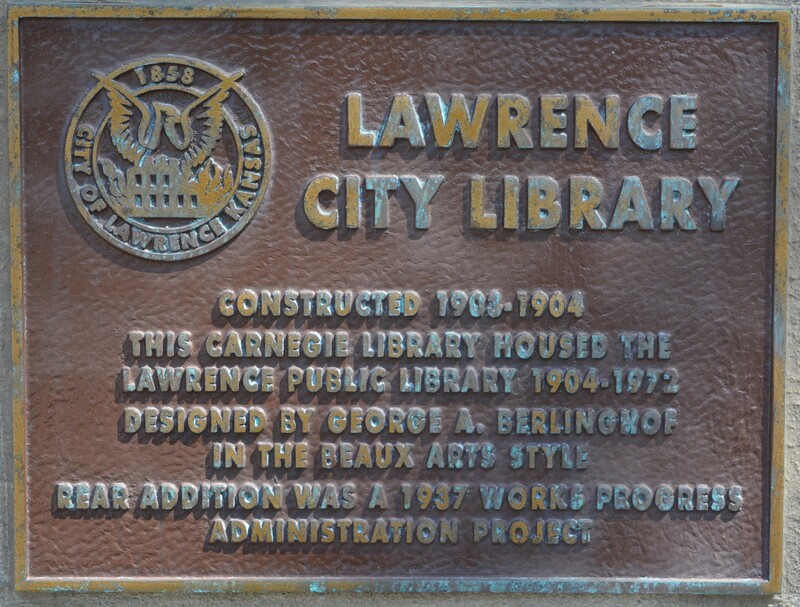 1858
CITY OF LAWRENCE KANSAS
LAWRENCE
CITY LIBRARY
CONSTRUCTED 1903-1904
THIS CARNEGIE LIBRARY HOUSED THE
LAWRENCE PUBLIC LIBRARY 1904-1972
DESIGNED BY GEORGE A. BERLINGHOF
IN THE BEAUX ARTS STYLE
REAR ADDITION WAS A 1937 WORKS PROGRESS
ADMINISTRATION PROJECT